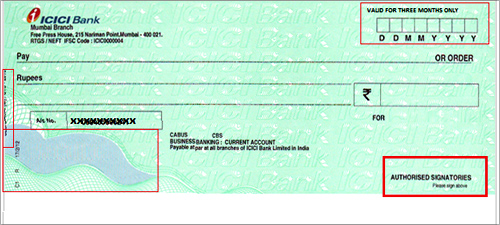 ICICI Bank
Mumbai Branch
Free Press House, 215 Nariman Point, Mumbai - 400 021.
RTGS / NEFT IFSC Code : ICIC0000004
VALID FOR THREE MONTHS ONLY
D D M M Y Y Y Y
Pay
OR ORDER
Rupees
₹
A/c No. XXXXXXXXXXX
FOR
CABUS CBS
BUSINESS BANKING : CURRENT ACCOUNT
Payable at par at all branches of ICICI Bank Limited in India
AUTHORISED SIGNATORIES
Please sign above